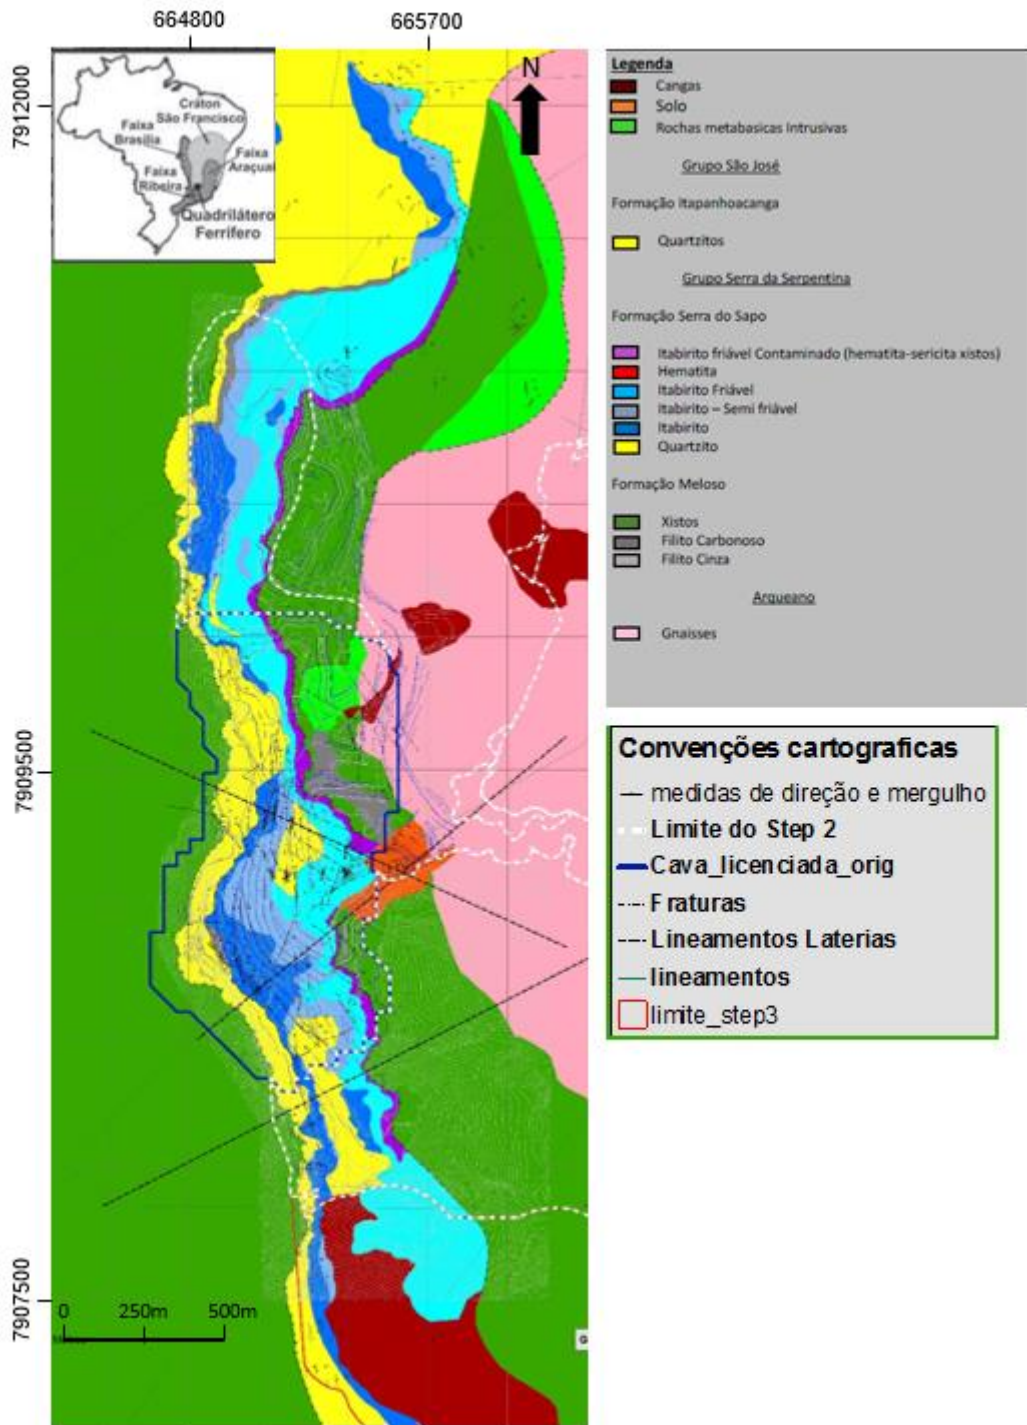 664800
665700
7912000
7909500
7907500
Cráton
São Francisco
Faixa
Brasília
Faixa
Araçuaí
Faixa
Ribeira
Quadrilátero
Ferrífero
N
0 250m 500m
G
Legenda
Cangas
Solo
Rochas metabasicas Intrusivas
Grupo São José
Formação Itapanhoacanga
Quartzitos
Grupo Serra da Serpentina
Formação Serra do Sapo
Itabirito friável Contaminado (hematita-sericita xistos)
Hematita
Itabirito Friável
Itabirito – Semi friável
Itabirito
Quartzito
Formação Meloso
Xistos
Filito Carbonoso
Filito Cinza
Arqueano
Gnaisses
Convenções cartograficas
medidas de direção e mergulho
Limite do Step 2
Cava_licenciada_orig
Fraturas
Lineamentos Laterias
lineamentos
limite_step3